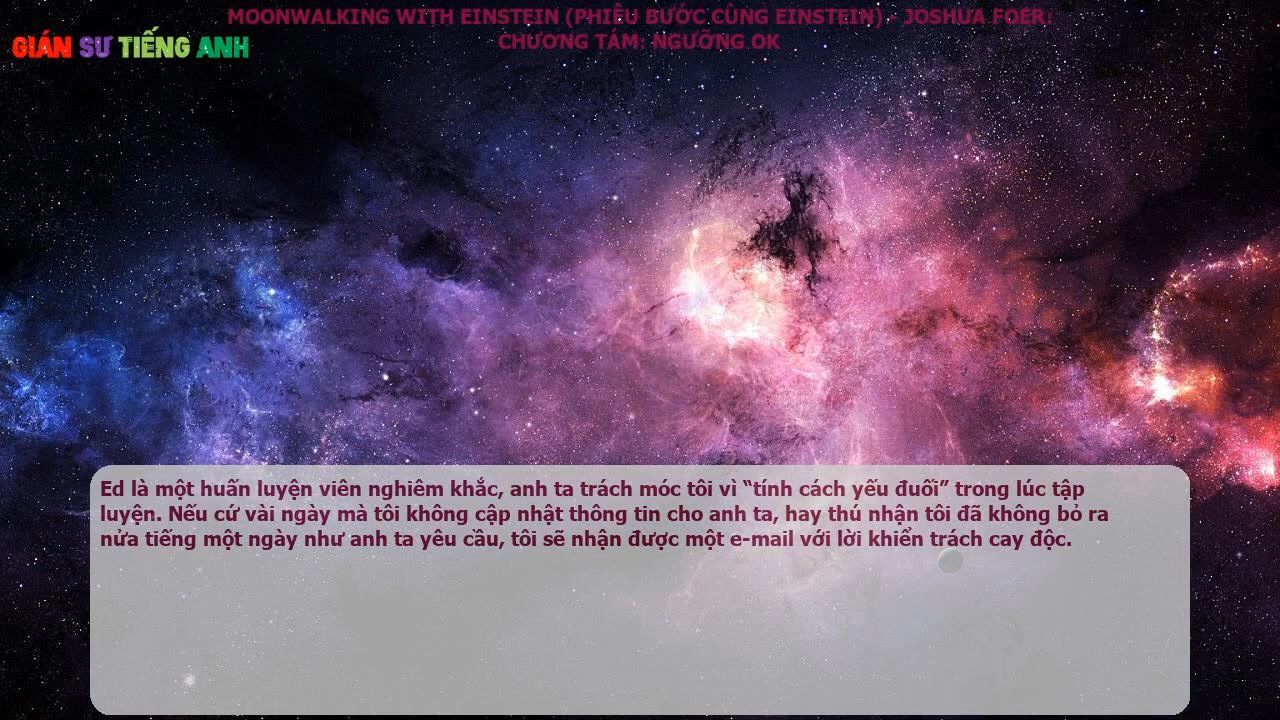 MOONWALKING WITH EINSTEIN (PHIÊU BƯỚC CÙNG EINSTEIN) - JOSHUA FOER:
CHƯƠNG TÁM: NGƯỠNG OK
GIÁN SƯ TIẾNG ANH
Ed là một huấn luyện viên nghiêm khắc, anh ta trách móc tôi vì “tính cách yếu đuối” trong lúc tập
luyện. Nếu cứ vài ngày mà tôi không cập nhật thông tin cho anh ta, hay thú nhận tôi đã không bỏ ra
nửa tiếng một ngày như anh ta yêu cầu, tôi sẽ nhận được một e-mail với lời khiển trách cay độc.